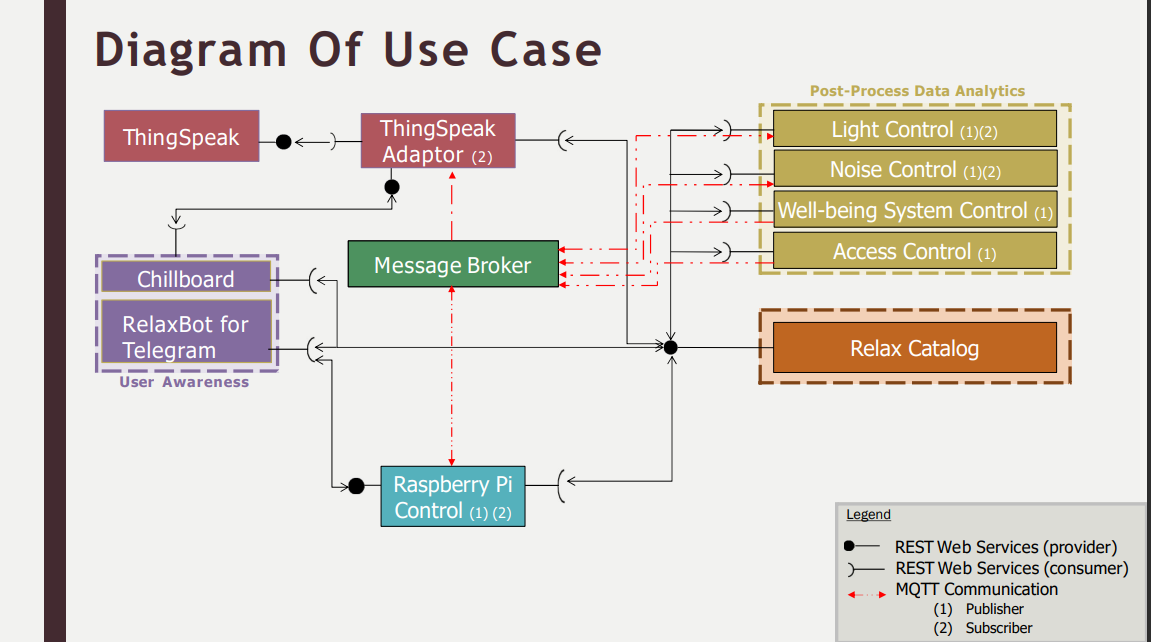 Diagram Of Use Case
Post-Process Data Analytics
ThingSpeak
ThingSpeak
Adaptor (2)
Light Control (1)(2)
Noise Control (1)(2)
Well-being System Control (1)
Access Control (1)
Message Broker
Chillboard
RelaxBot for
Telegram
User Awareness
Relax Catalog
Raspberry Pi
Control (1) (2)
Legend
REST Web Services (provider)
REST Web Services (consumer)
MQTT Communication
(1) Publisher
(2) Subscriber